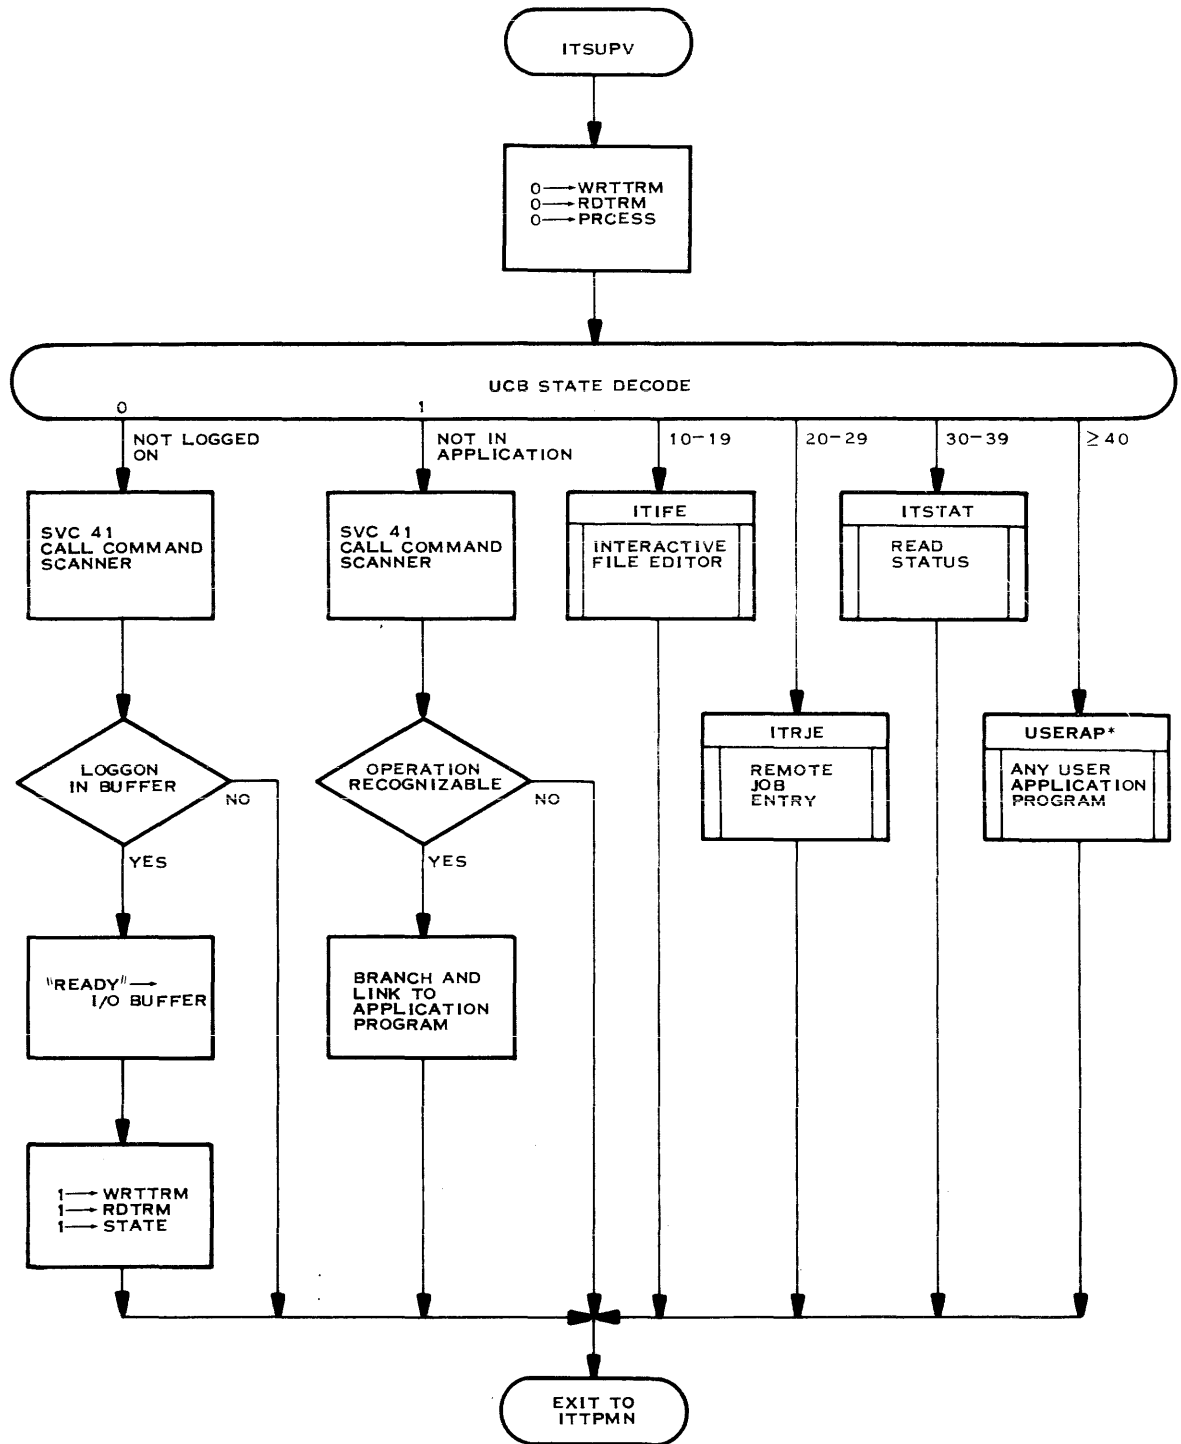 ITSUPV
0→WRTTRM
0→RDTRM
0→PRCESS
UCB STATE DECODE
0
1
NOT LOGGED
ON
NOT IN
APPLICATION
10-19
20-29
30-39
≥40
SVC 41
CALL COMMAND
SCANNER
SVC 41
CALL COMMAND
SCANNER
ITIFE
INTERACTIVE
FILE EDITOR
ITSTAT
READ
STATUS
LOGGON
IN BUFFER
NO
YES
OPERATION
RECOGNIZABLE
NO
YES
ITRJE
REMOTE
JOB
ENTRY
USERAP*
ANY USER
APPLICATION
PROGRAM
"READY"→
I/O BUFFER
BRANCH AND
LINK TO
APPLICATION
PROGRAM
1→WRTTRM
1→RDTRM
1→STATE
EXIT TO
ITTPMN